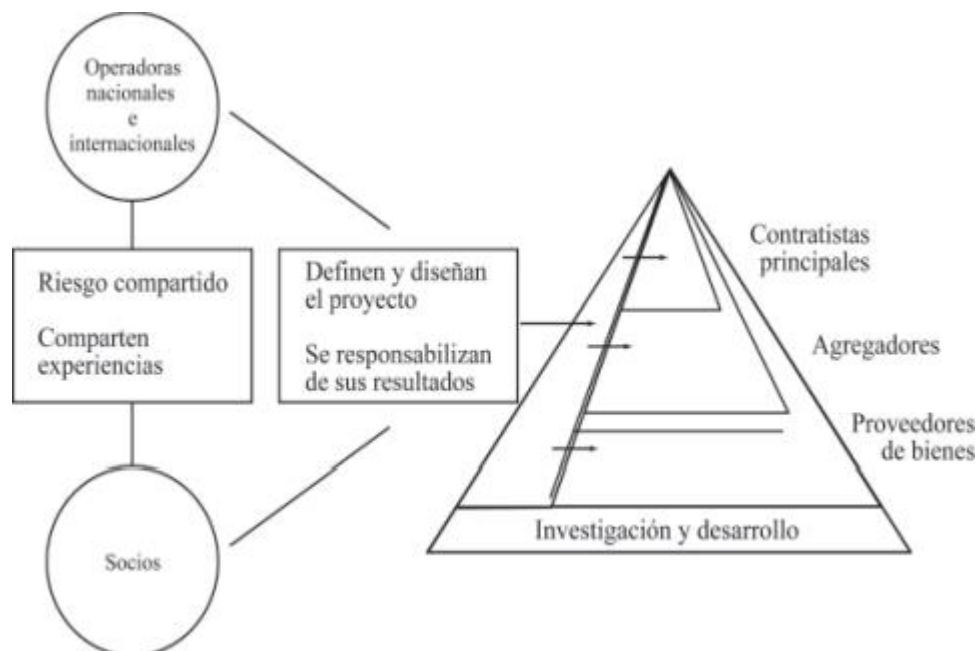 Operadoras
nacionales
e
internacionales
Riesgo compartido
Comparten
experiencias
Socios
Definen y diseñan
el proyecto
Se responsabilizan
de sus resultados
Contratistas
principales
Agregadores
Proveedores
de bienes
Investigación y desarrollo